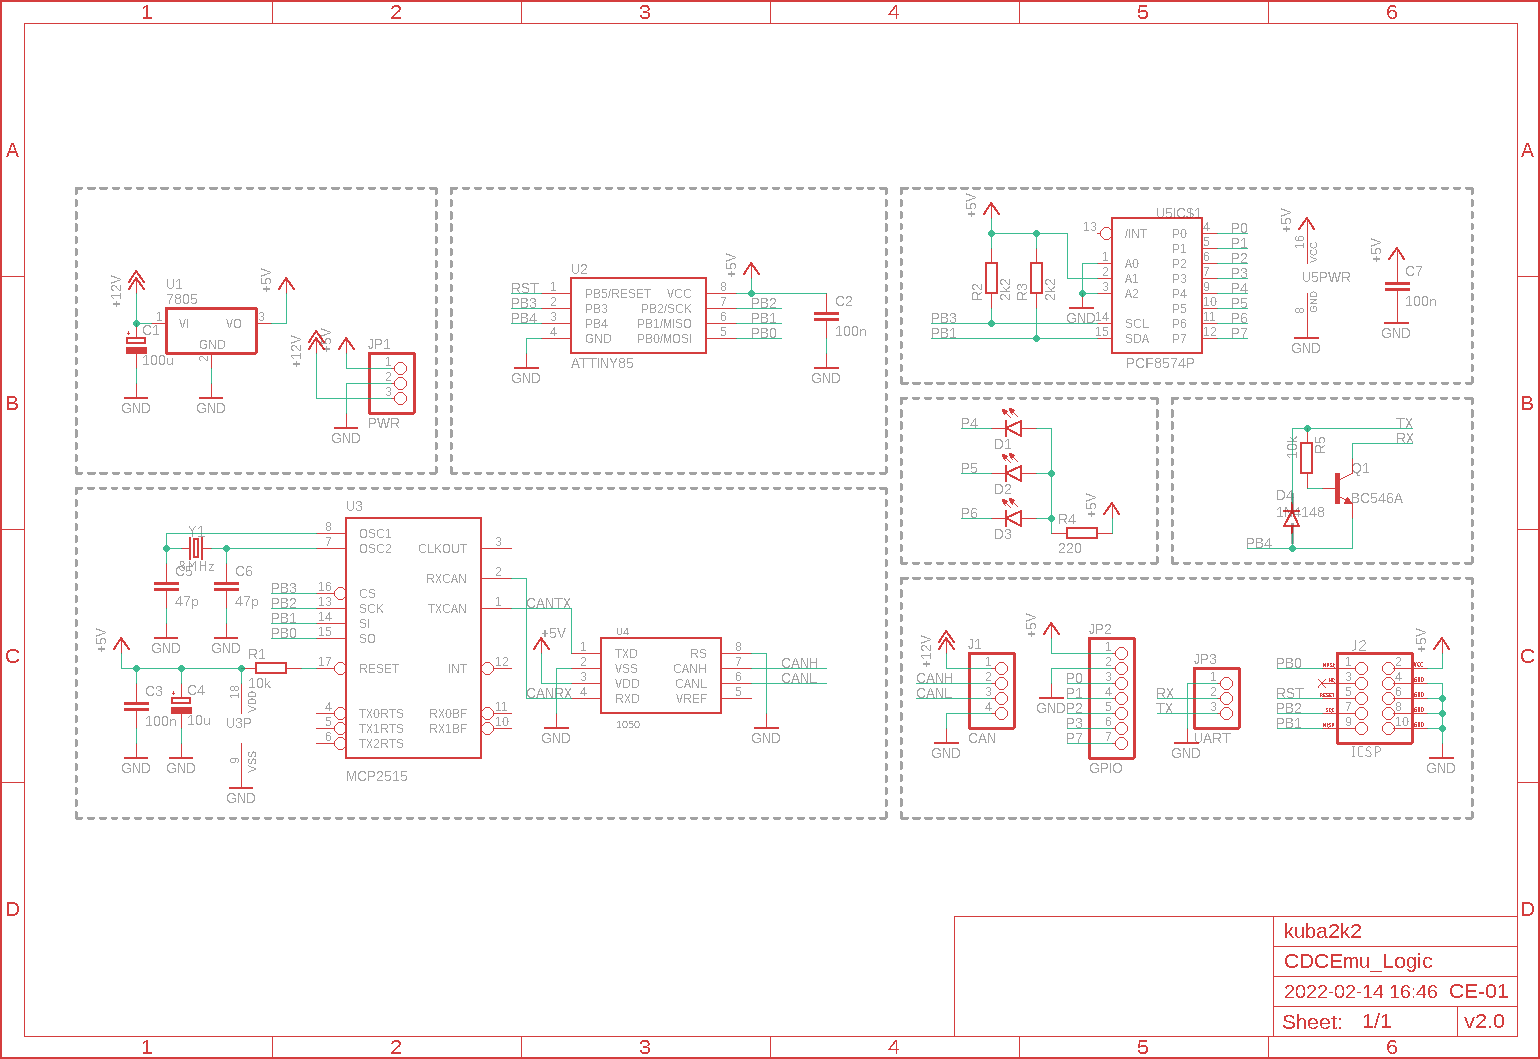 1 2 3 4 5 6
A A
B B
C C
D D
U1
7805
+12V
+5V
1 VI VO 3
GND
2
C1
100u
GND
GND
+12V
+5V
JP1
1
2
3
PWR
GND
U2
RST 1 PB5/RESET VCC 8
PB3 2 PB3 PB2/SCK 7 PB2
PB4 3 PB4 PB1/MISO 6 PB1
4 GND PB0/MOSI 5 PB0
ATTINY85
GND
+5V
C2
100n
GND
+5V
R2
2k2
R3
2k2
PB3
PB1
GND
U5IC$1
13 /INT P0 4 P0
P1 5 P1
1 A0 P2 6 P2
2 A1 P3 7 P3
3 A2 P4 9 P4
P5 10 P5
14 SCL P6 11 P6
15 SDA P7 12 P7
PCF8574P
+5V
16
VCC
U5PWR
GND
8
GND
+5V
C7
100n
GND
P4
D1
P5
D2
P6
D3
R4
220
+5V
TX
RX
10k
R5
Q1
BC546A
D4
1N4148
PB4
U3
Y1
8MHz
C5
47p
C6
47p
GND
GND
8 OSC1
7 OSC2 CLKOUT 3
RXCAN 2
PB3 16 CS
PB2 13 SCK TXCAN 1
PB1 14 SI
PB0 15 SO
17 RESET INT 12
4 TX0RTS RX0BF 11
5 TX1RTS RX1BF 10
6 TX2RTS
MCP2515
+5V
R1
10k
C3
100n
C4
10u
18
VDD
U3P
9
VSS
GND
GND
GND
CANTX
+5V
CANRX
U4
1 TXD RS 8
2 VSS CANH 7 CANH
3 VDD CANL 6 CANL
4 RXD VREF 5
1050
GND
GND
+12V
J1
1
CANH 2
CANL 3
4
CAN
GND
+5V
JP2
1
2
P0 3
P1 4
GND P2 5
P3 6
P7 7
GPIO
JP3
1
RX 2
TX 3
UART
GND
J2
+5V
PB0 MOSI 1 2 VCC
NC 3 4 GND
RST RESET 5 6 GND
PB2 SCK 7 8 GND
PB1 MISO 9 10 GND
ICSP
GND
kuba2k2
CDCEmu_Logic
2022-02-14 16:46 CE-01
Sheet: 1/1 v2.0
1 2 3 4 5 6